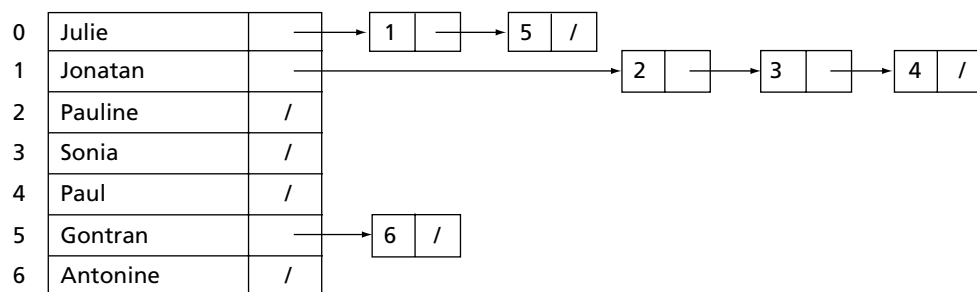 0 Julie 1 5 /
1 Jonatan 2 3 4 /
2 Pauline /
3 Sonia /
4 Paul /
5 Gontran 6 /
6 Antonine /